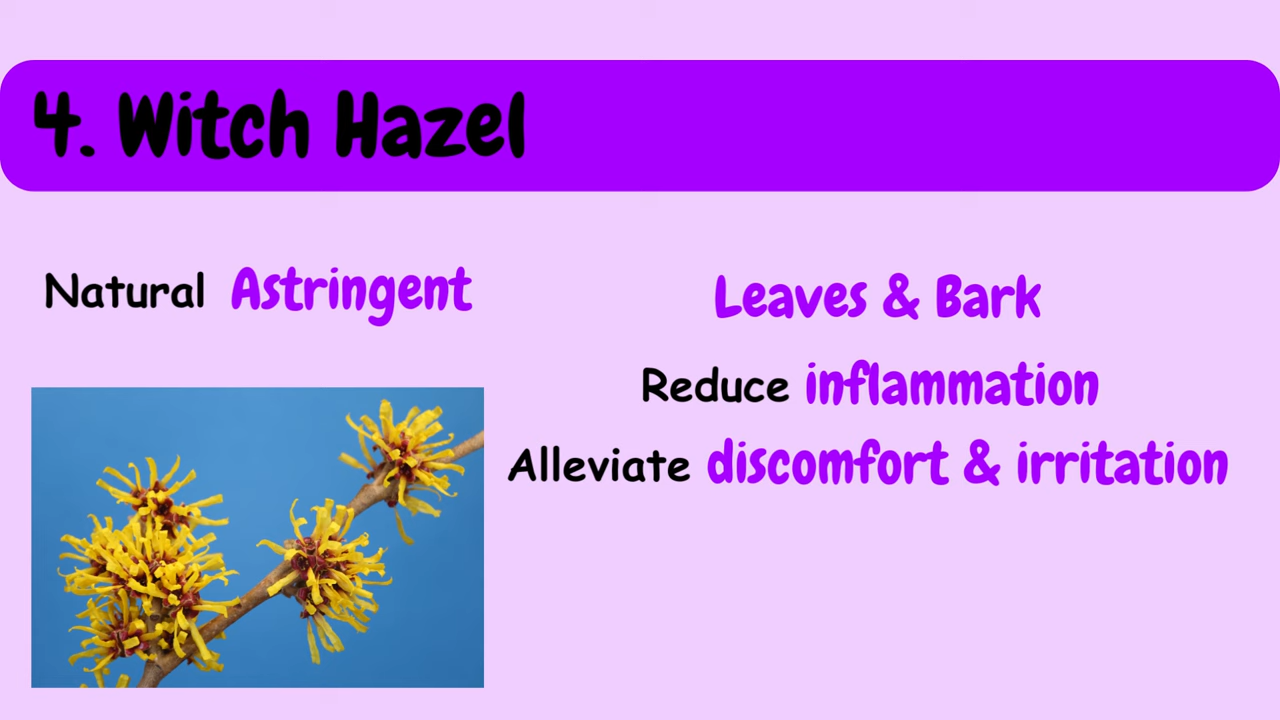 4. Witch Hazel
Natural Astringent
Leaves & Bark
Reduce inflammation
Alleviate discomfort & irritation